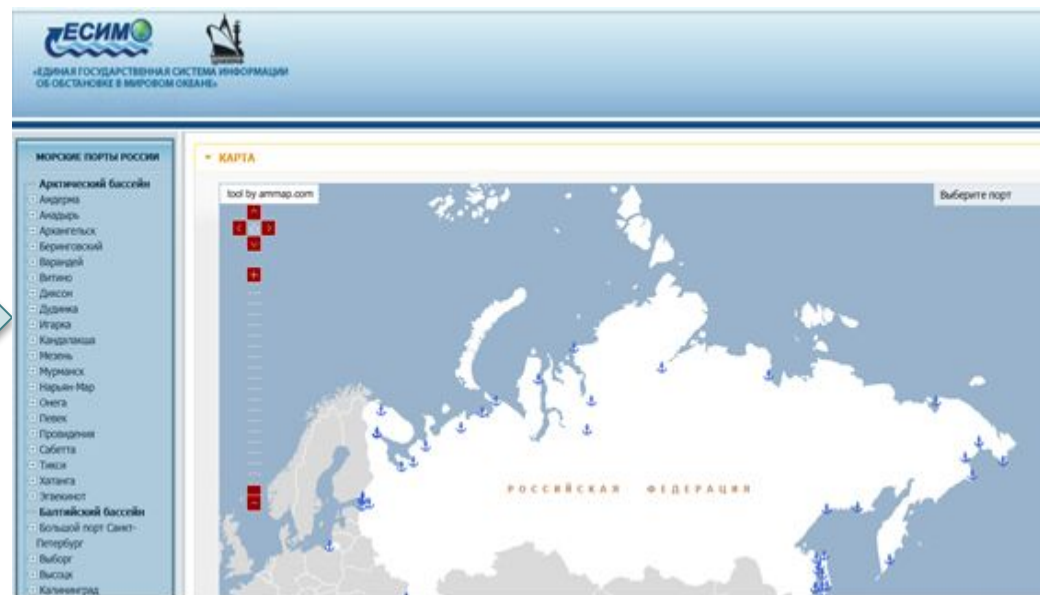 ЕСИМО
«ЕДИНАЯ ГОСУДАРСТВЕННАЯ СИСТЕМА ИНФОРМАЦИИ
ОБ ОБСТАНОВКЕ В МИРОВОМ ОКЕАНЕ»
МОРСКИЕ ПОРТЫ РОССИИ
Арктический бассейн
Амдерма
Анадырь
Архангельск
Беринговский
Варандей
Витино
Диксон
Дудинка
Игарка
Кандалакша
Мезень
Мурманск
Нарьян-Мар
Онега
Певек
Провидения
Сабетта
Тикси
Хатанга
Эгвекинот
Балтийский бассейн
Большой порт Санкт-
Петербург
Выборг
Высоцк
Калининград
КАРТА
tool by ammap.com
Выберите порт
РОССЙСКАЯ ФЕДЕРАЦИЯ